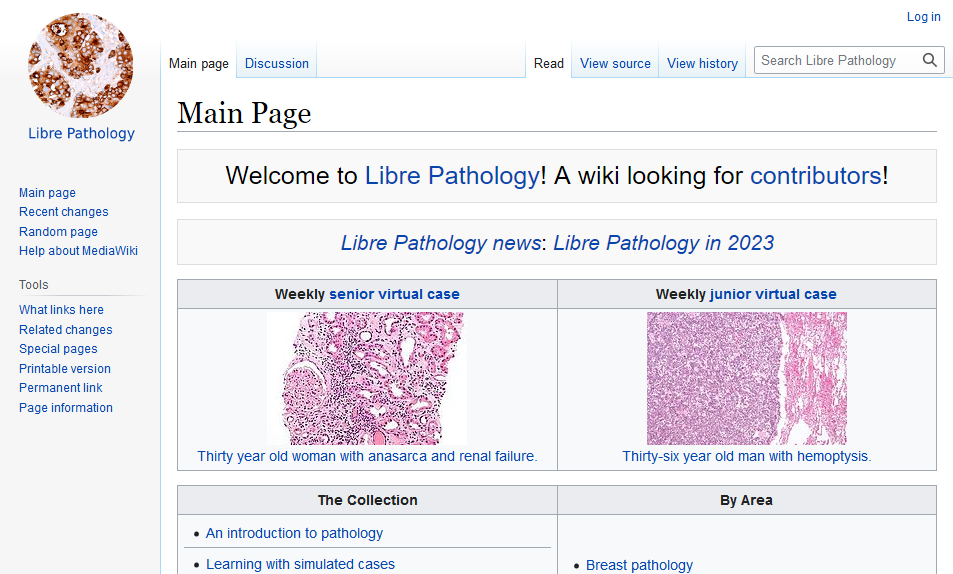 Log in
Libre Pathology
Main page
Discussion
Read
View source
View history
Search Libre Pathology
Main Page
Main page
Recent changes
Random page
Help about MediaWiki
Tools
What links here
Related changes
Special pages
Printable version
Permanent link
Page information
Welcome to Libre Pathology! A wiki looking for contributors!
Libre Pathology news: Libre Pathology in 2023
Weekly senior virtual case
Weekly junior virtual case
Thirty year old woman with anasarca and renal failure.
Thirty-six year old man with hemoptysis.
The Collection
By Area
An introduction to pathology
Learning with simulated cases
Breast pathology